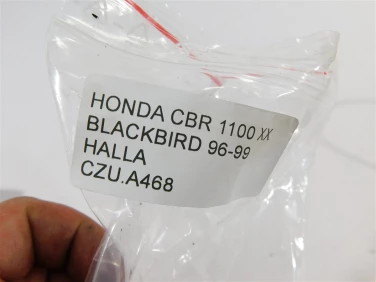 HONDA CBR 1100 XX
BLACKBIRD 96-99
HALLA
CZU.A468